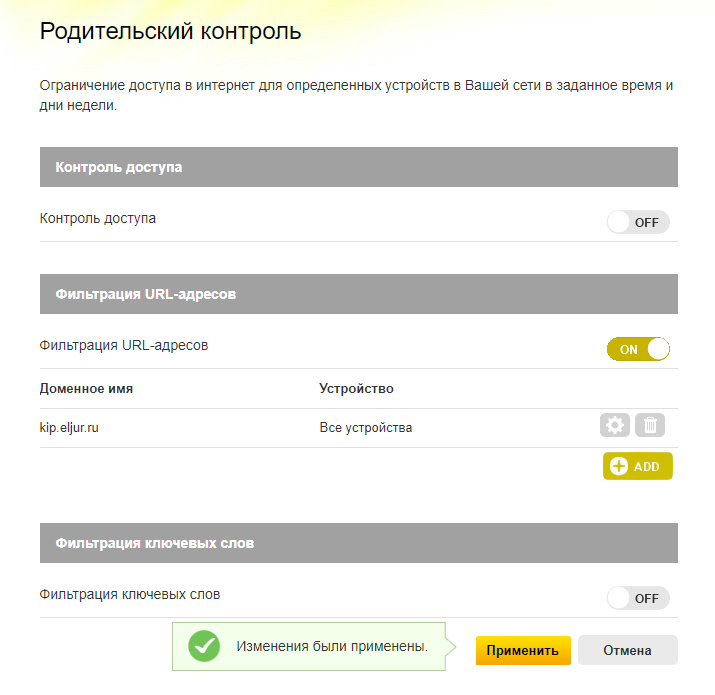 Родительский контроль
Ограничение доступа в интернет для определенных устройств в Вашей сети в заданное время и
дни недели.
Контроль доступа
Контроль доступа
OFF
Фильтрация URL-адресов
Фильтрация URL-адресов
ON
Доменное имя Устройство
kip.eljur.ru Все устройства
ADD
Фильтрация ключевых слов
Фильтрация ключевых слов
OFF
Изменения были применены.
Применить
Отмена